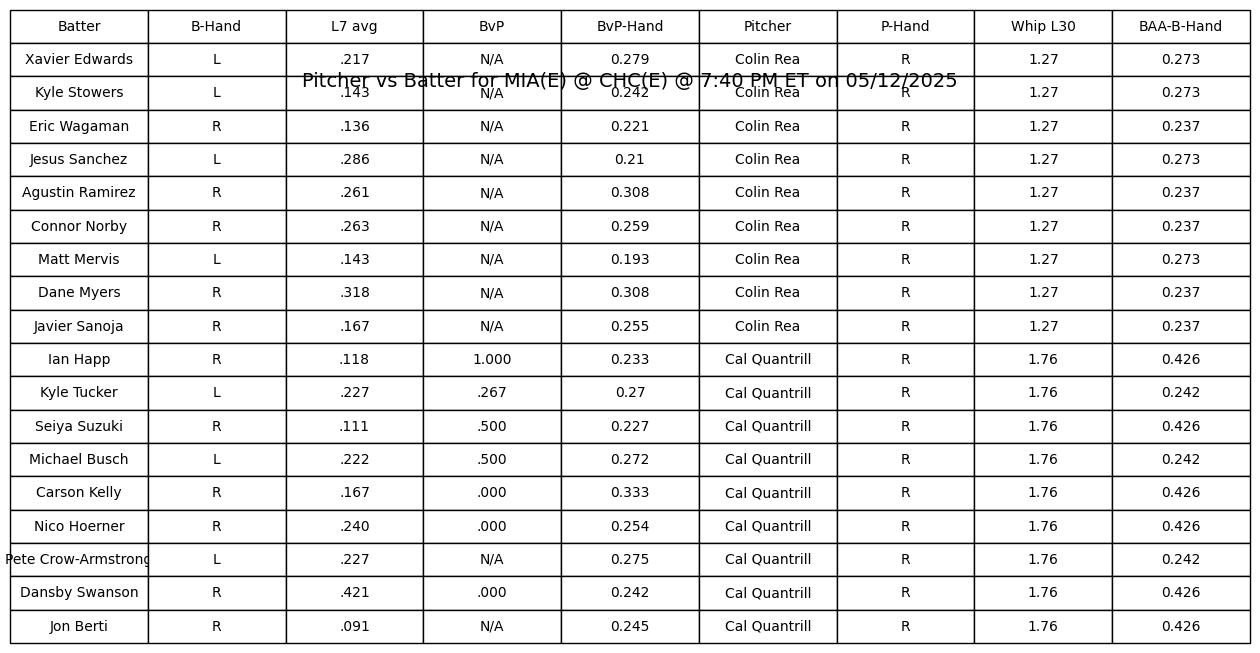 Batter B-Hand L7 avg BvP BvP-Hand Pitcher P-Hand Whip L30 BAA-B-Hand
Xavier Edwards L .217 N/A 0.279 Colin Rea R 1.27 0.273
Pitcher vs Batter for MIA(E) @ CHC(E) @ 7:40 PM ET on 05/12/2025
Kyle Stowers L .143 N/A 0.242 Colin Rea R 1.27 0.273
Eric Wagaman R .136 N/A 0.221 Colin Rea R 1.27 0.237
Jesus Sanchez L .286 N/A 0.21 Colin Rea R 1.27 0.273
Agustin Ramirez R .261 N/A 0.308 Colin Rea R 1.27 0.237
Connor Norby R .263 N/A 0.259 Colin Rea R 1.27 0.237
Matt Mervis L .143 N/A 0.193 Colin Rea R 1.27 0.273
Dane Myers R .318 N/A 0.308 Colin Rea R 1.27 0.237
Javier Sanoja R .167 N/A 0.255 Colin Rea R 1.27 0.237
Ian Happ R .118 1.000 0.233 Cal Quantrill R 1.76 0.426
Kyle Tucker L .227 .267 0.27 Cal Quantrill R 1.76 0.242
Seiya Suzuki R .111 .500 0.227 Cal Quantrill R 1.76 0.426
Michael Busch L .222 .500 0.272 Cal Quantrill R 1.76 0.242
Carson Kelly R .167 .000 0.333 Cal Quantrill R 1.76 0.426
Nico Hoerner R .240 .000 0.254 Cal Quantrill R 1.76 0.426
Pete Crow-Armstrong L .227 N/A 0.275 Cal Quantrill R 1.76 0.242
Dansby Swanson R .421 .000 0.242 Cal Quantrill R 1.76 0.426
Jon Berti R .091 N/A 0.245 Cal Quantrill R 1.76 0.426